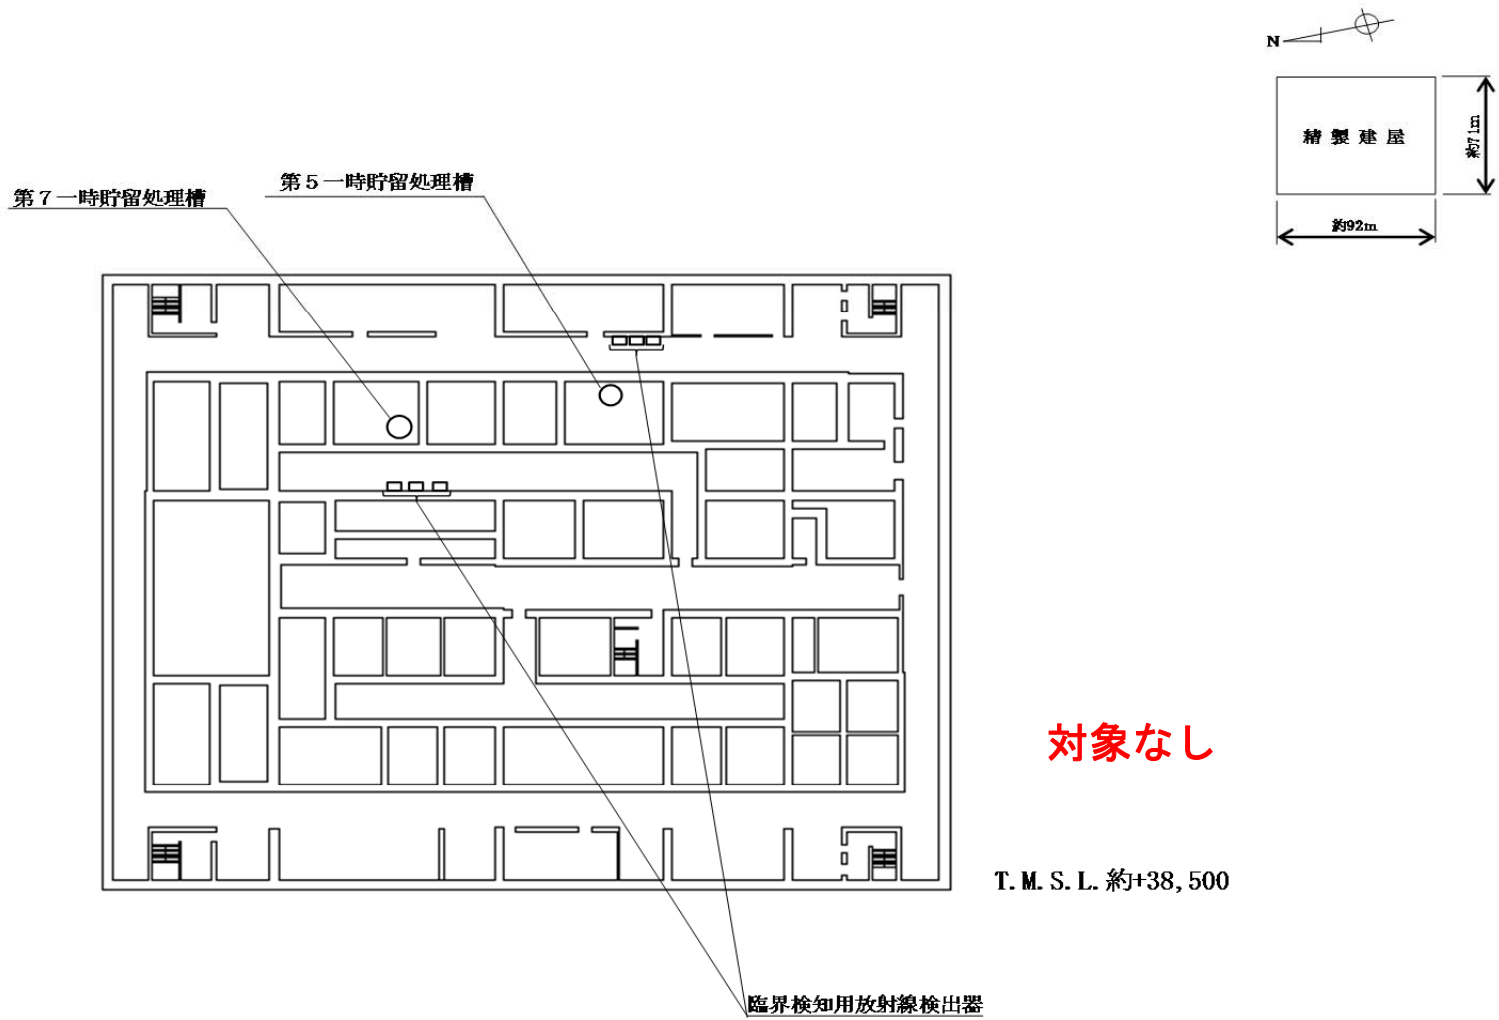 N
精製建屋
約71m
約92m
第５一時貯留処理槽
第７一時貯留処理槽
対象なし
T.M.S.L.約+38,500
臨界検知用放射線検出器